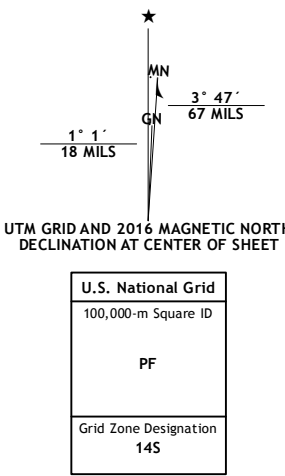 ★
MN
3° 47´
67 MILS
GN
1° 1´
18 MILS
UTM GRID AND 2016 MAGNETIC NORTH
DECLINATION AT CENTER OF SHEET
U.S. National Grid
100,000-m Square ID
PF
Grid Zone Designation
14S